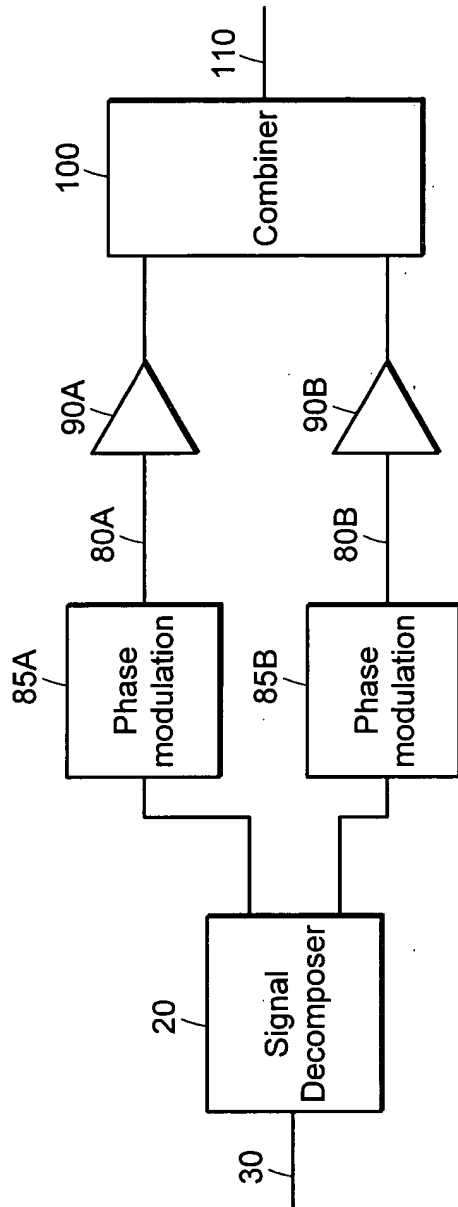 30
20
Signal
Decomposer
85A
Phase
modulation
80A
90A
85B
Phase
modulation
80B
90B
100
Combiner
110